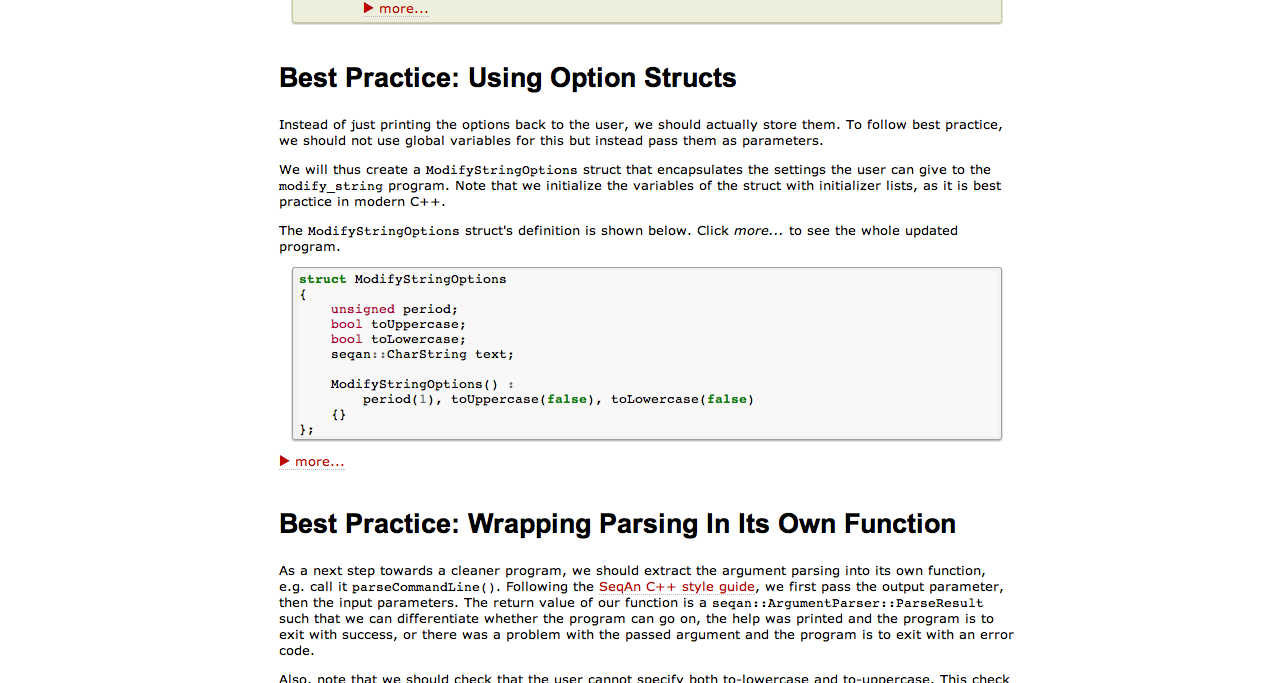 ▶ more...
Best Practice: Using Option Structs
Instead of just printing the options back to the user, we should actually store them. To follow best practice,
we should not use global variables for this but instead pass them as parameters.
We will thus create a ModifyStringOptions struct that encapsulates the settings the user can give to the
modify_string program. Note that we initialize the variables of the struct with initializer lists, as it is best
practice in modern C++.
The ModifyStringOptions struct's definition is shown below. Click more... to see the whole updated
program.
struct ModifyStringOptions
{
    unsigned period;
    bool toUppercase;
    bool toLowercase;
    seqan::CharString text;
    ModifyStringOptions() :
        period(1), toUppercase(false), toLowercase(false)
    {}
};
▶ more...
Best Practice: Wrapping Parsing In Its Own Function
As a next step towards a cleaner program, we should extract the argument parsing into its own function,
e.g. call it parseCommandLine(). Following the SeqAn C++ style guide, we first pass the output parameter,
then the input parameters. The return value of our function is a seqan::ArgumentParser::ParseResult
such that we can differentiate whether the program can go on, the help was printed and the program is to
exit with success, or there was a problem with the passed argument and the program is to exit with an error
code.
Also, note that we should check that the user cannot specify both to-lowercase and to-uppercase. This check